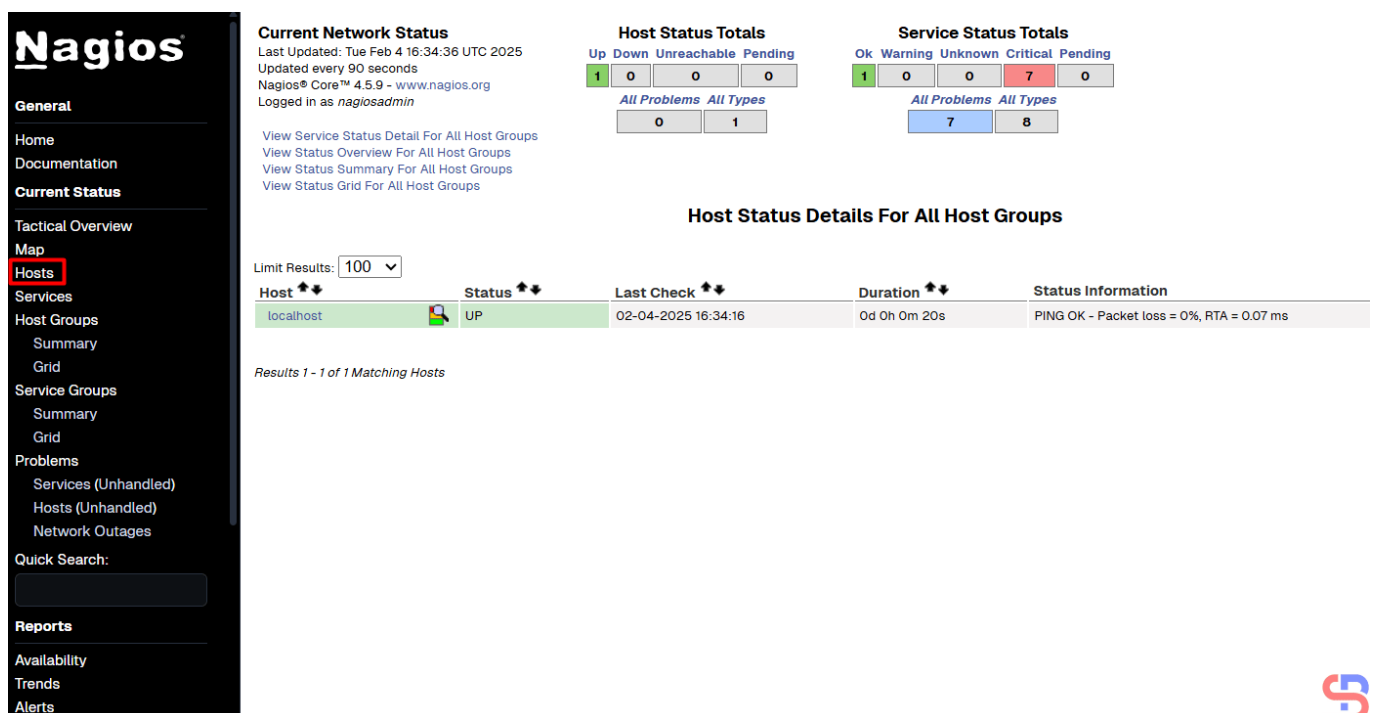 Nagios®
General
Home
Documentation
Current Status
Tactical Overview
Map
Hosts
Services
Host Groups
Summary
Grid
Service Groups
Summary
Grid
Problems
Services (Unhandled)
Hosts (Unhandled)
Network Outages
Quick Search:
Reports
Availability
Trends
Alerts
Current Network Status
Last Updated: Tue Feb 4 16:34:36 UTC 2025
Updated every 90 seconds
Nagios® Core™ 4.5.9 - www.nagios.org
Logged in as nagiosadmin
View Service Status Detail For All Host Groups
View Status Overview For All Host Groups
View Status Summary For All Host Groups
View Status Grid For All Host Groups
Host Status Totals
Up Down Unreachable Pending
1 0 0 0
All Problems All Types
0 1
Service Status Totals
Ok Warning Unknown Critical Pending
1 0 0 7 0
All Problems All Types
7 8
Host Status Details For All Host Groups
Limit Results: 100
Host Status Last Check Duration Status Information
localhost UP 02-04-2025 16:34:16 0d 0h 0m 20s PING OK - Packet loss = 0%, RTA = 0.07 ms
Results 1 - 1 of 1 Matching Hosts